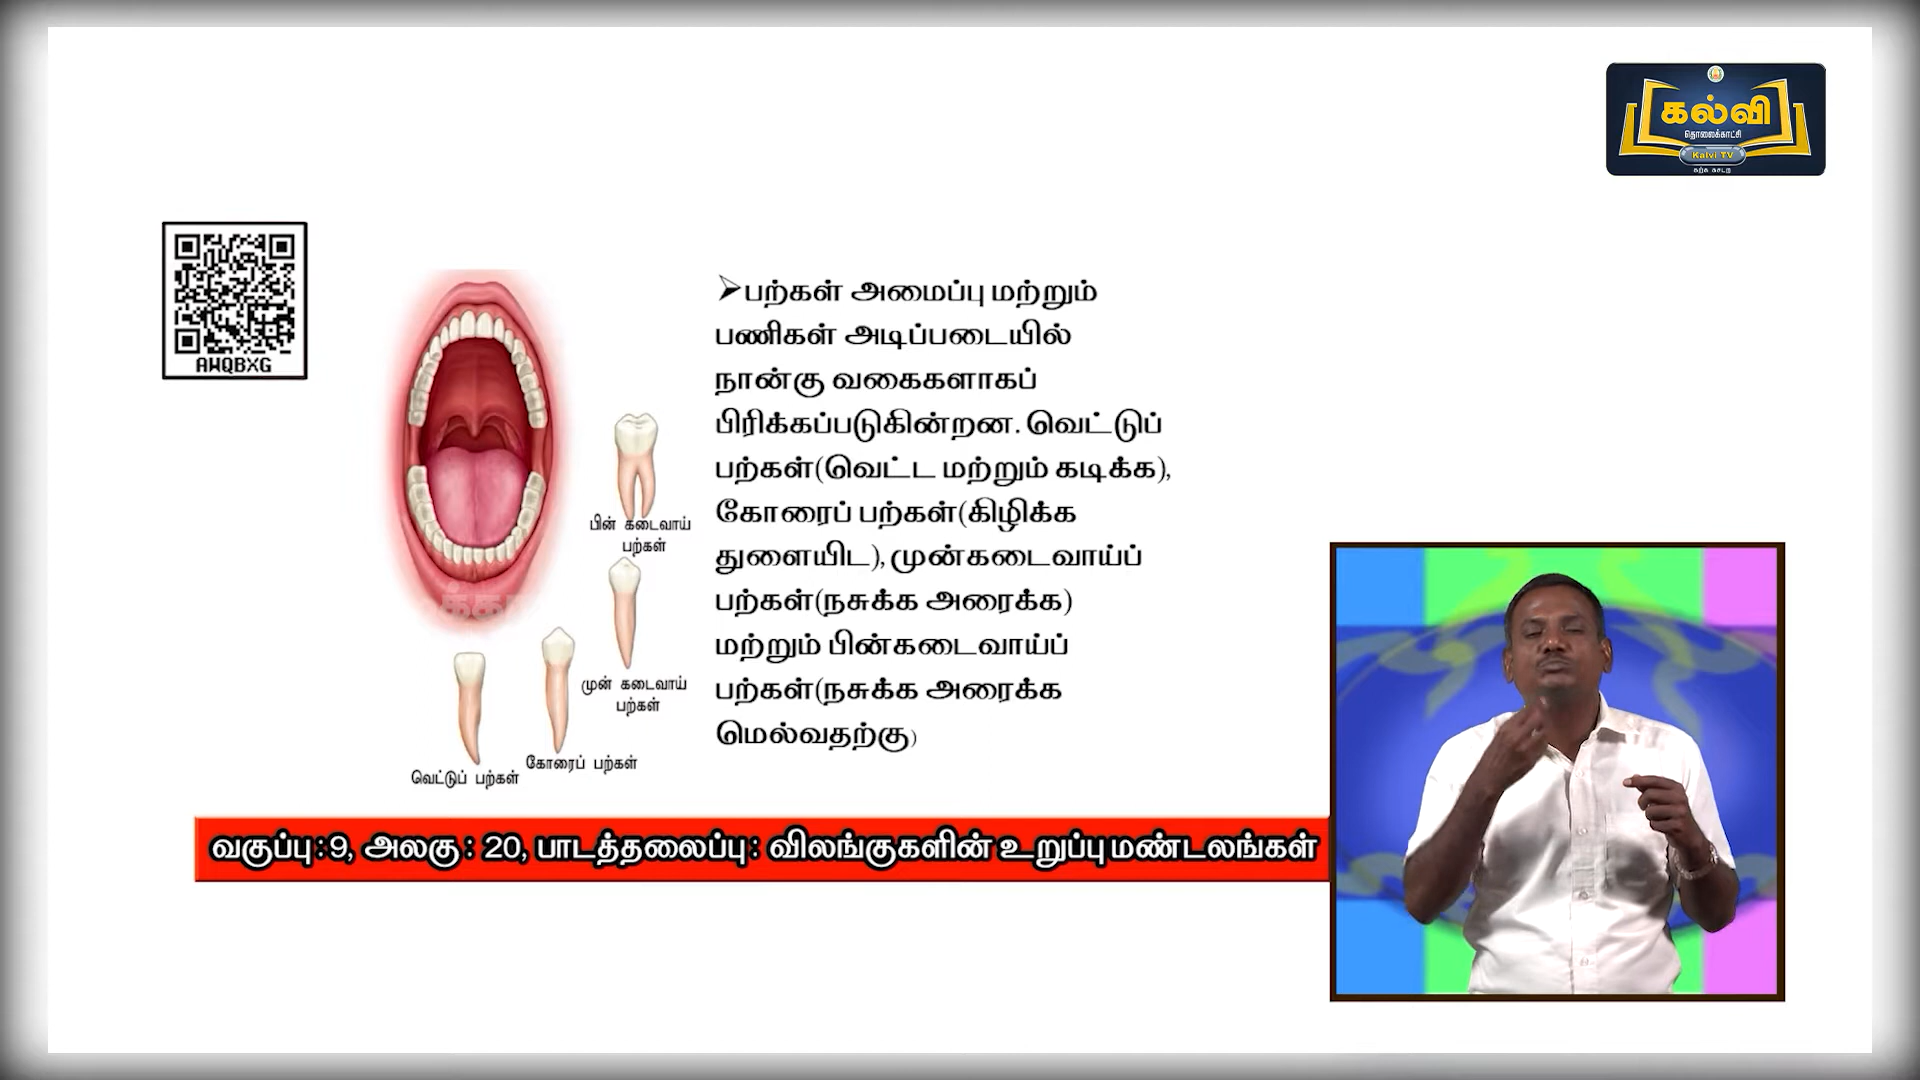 கல்வி
தொலைக்காட்சி
Kalvi TV
கற்க கசடற
AWQBXG
➢பற்கள் அமைப்பு மற்றும்
பணிகள் அடிப்படையில்
நான்கு வகைகளாகப்
பிரிக்கப்படுகின்றன. வெட்டுப்
பற்கள்(வெட்ட மற்றும் கடிக்க),
கோரைப் பற்கள்(கிழிக்க
துளையிட), முன்கடைவாய்ப்
பற்கள்(நசுக்க அரைக்க)
மற்றும் பின்கடைவாய்ப்
பற்கள்(நசுக்க அரைக்க
மெல்வதற்கு)
பின் கடைவாய்
பற்கள்
முன் கடைவாய்
பற்கள்
கோரைப் பற்கள்
வெட்டுப் பற்கள்
வகுப்பு :9, அலகு : 20, பாடத்தலைப்பு : விலங்குகளின் உறுப்பு மண்டலங்கள்